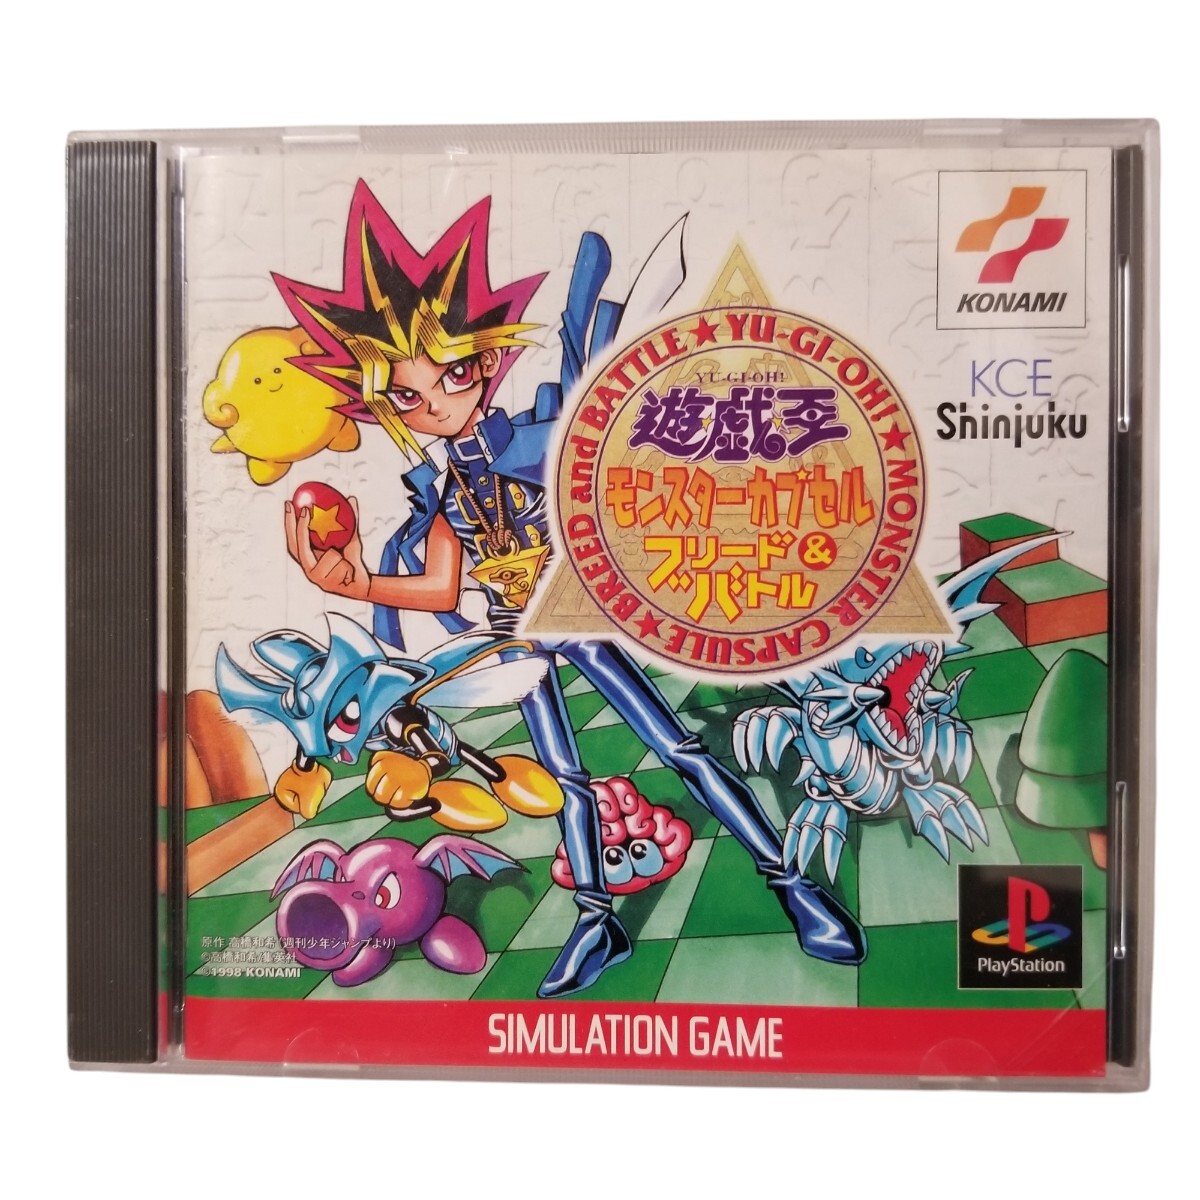 KONAMI
KCE
Shinjuku
BREED and BATTLE★YU-GI-OH!★MONSTER CAPSULE★
YU-GI-OH!
遊☆戯☆王
モンスターカプセル
ブリード&
バトル
PlayStation
原作 高橋和希(週刊少年ジャンプより)
©高橋和希/集英社
©1998 KONAMI
SIMULATION GAME